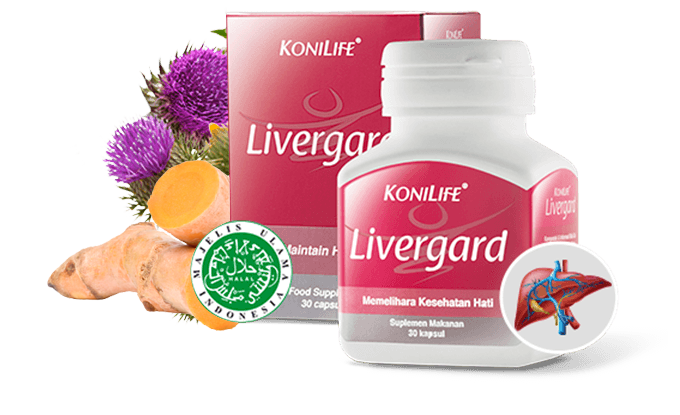 KONILIFE®
Livergard
Maintain H
Food Suppl
30 capsu
KONILIFE®
Livergard
Memelihara Kesehatan Hati
Suplemen Makanan
30 kapsul
KONILIFE
Livergard
MAJELIS ULAMA
INDONESIA
حلال
HALAL